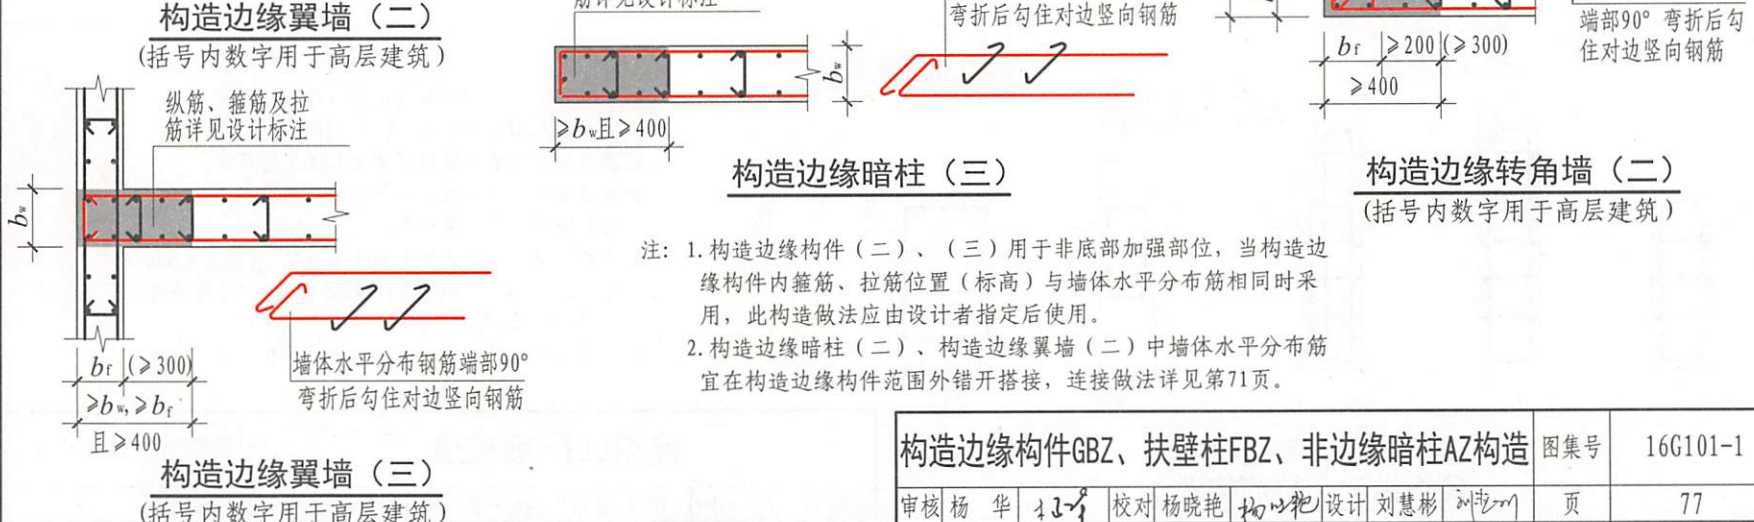 构造边缘翼墙（二）
(括号内数字用于高层建筑)
纵筋、箍筋及拉
筋详见设计标注
bw
bf (≥300)
≥bw,≥bf
且≥400
墙体水平分布钢筋端部90°
弯折后勾住对边竖向钢筋
构造边缘翼墙（三）
(括号内数字用于高层建筑)
筋详见设计标注
bw
≥bw且≥400
弯折后勾住对边竖向钢筋
构造边缘暗柱（三）
端部90° 弯折后勾
住对边竖向钢筋
bf ≥200 (≥300)
≥400
构造边缘转角墙（二）
(括号内数字用于高层建筑)
注: 1.构造边缘构件（二）、（三）用于非底部加强部位，当构造边
缘构件内箍筋、拉筋位置（标高）与墙体水平分布筋相同时采
用，此构造做法应由设计者指定后使用。
2.构造边缘暗柱（二）、构造边缘翼墙（二）中墙体水平分布筋
宜在构造边缘构件范围外错开搭接，连接做法详见第71页。
构造边缘构件GBZ、扶壁柱FBZ、非边缘暗柱AZ构造 图集号 16G101-1
审核 杨 华 校对 杨晓艳 杨晓艳 设计 刘慧彬 页 77